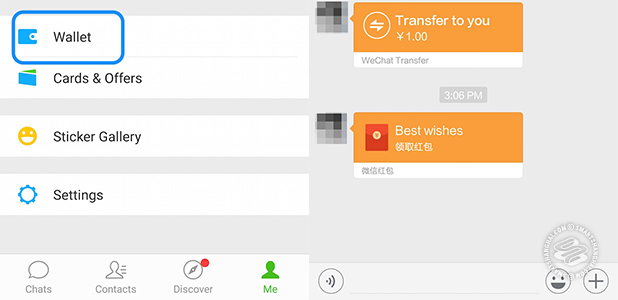 Wallet
Cards & Offers
Sticker Gallery
Settings
Chats
Contacts
Discover
Me
Transfer to you
¥1.00
WeChat Transfer
3:06 PM
Best wishes
领取红包
微信红包